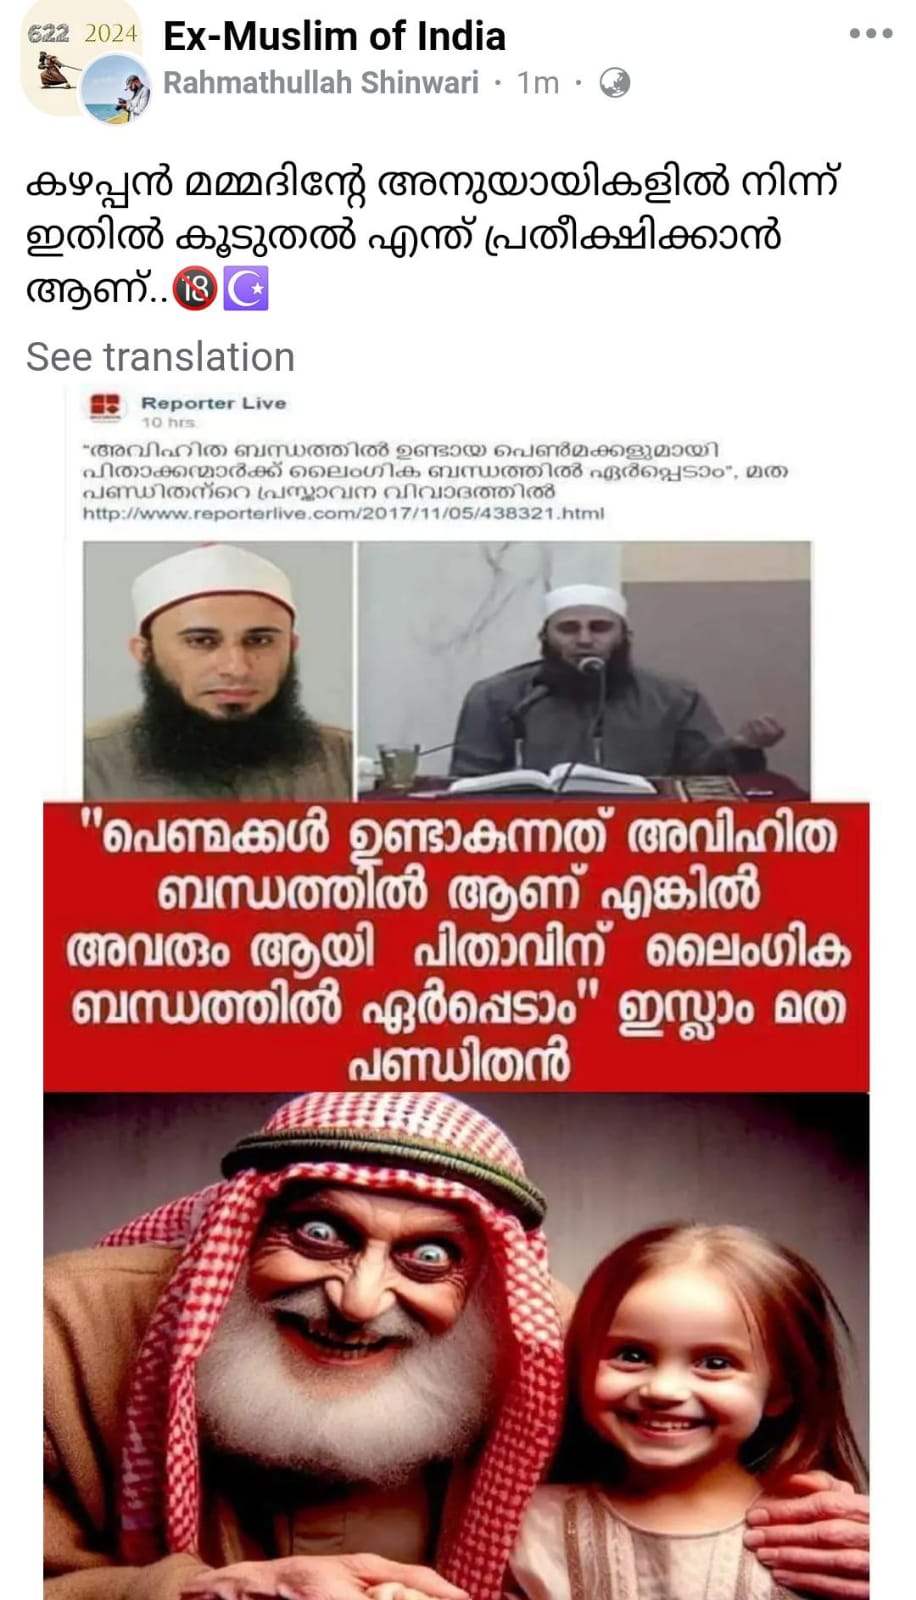 622 2024
Ex-Muslim of India
Rahmathullah Shinwari · 1m ·
കഴപ്പൻ മമ്മദിന്റേ അനുയായികളിൽ നിന്ന്
ഇതിൽ കൂടുതൽ എന്ത് പ്രതീക്ഷിക്കാൻ
ആണ്..🔞☪️
See translation
Reporter Live
10 hrs
"അവിഹിത ബന്ധത്തിൽ ഉണ്ടായ പെൺമക്കളുമായി
പിതാക്കന്മാർക്ക് ലൈംഗിക ബന്ധത്തിൽ ഏർപ്പെടാം", മത
പണ്ഡിതന്റെ പ്രസ്താവന വിവാദത്തിൽ
http://www.reporterlive.com/2017/11/05/438321.html
"പെണ്മക്കൾ ഉണ്ടാകുന്നത് അവിഹിത
ബന്ധത്തിൽ ആണ് എങ്കിൽ
അവരും ആയി പിതാവിന് ലൈംഗിക
ബന്ധത്തിൽ ഏർപ്പെടാം" ഇസ്ലാം മത
പണ്ഡിതൻ